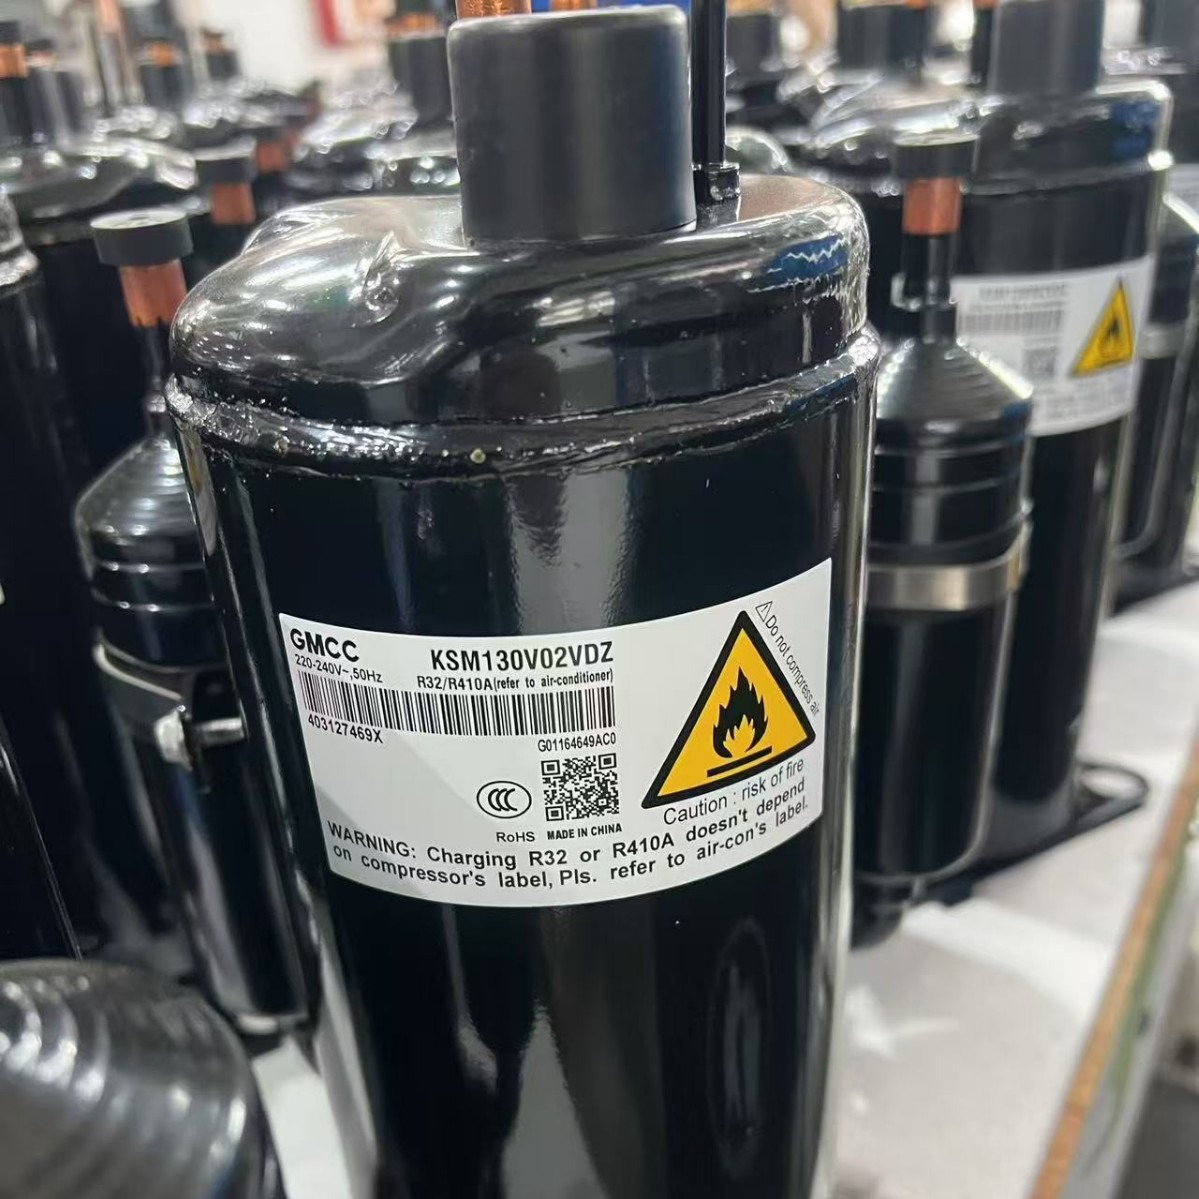 GMCC
KSM130V02VDZ
220-240V~,50Hz
R32/R410A(refer to air-conditioner)
403127469X
G01164649AC0
CCC
RoHS MADE IN CHINA
Do not compress air
Caution : risk of fire
WARNING: Charging R32 or R410A doesn't depend
on compressor's label, Pls. refer to air-con's label.